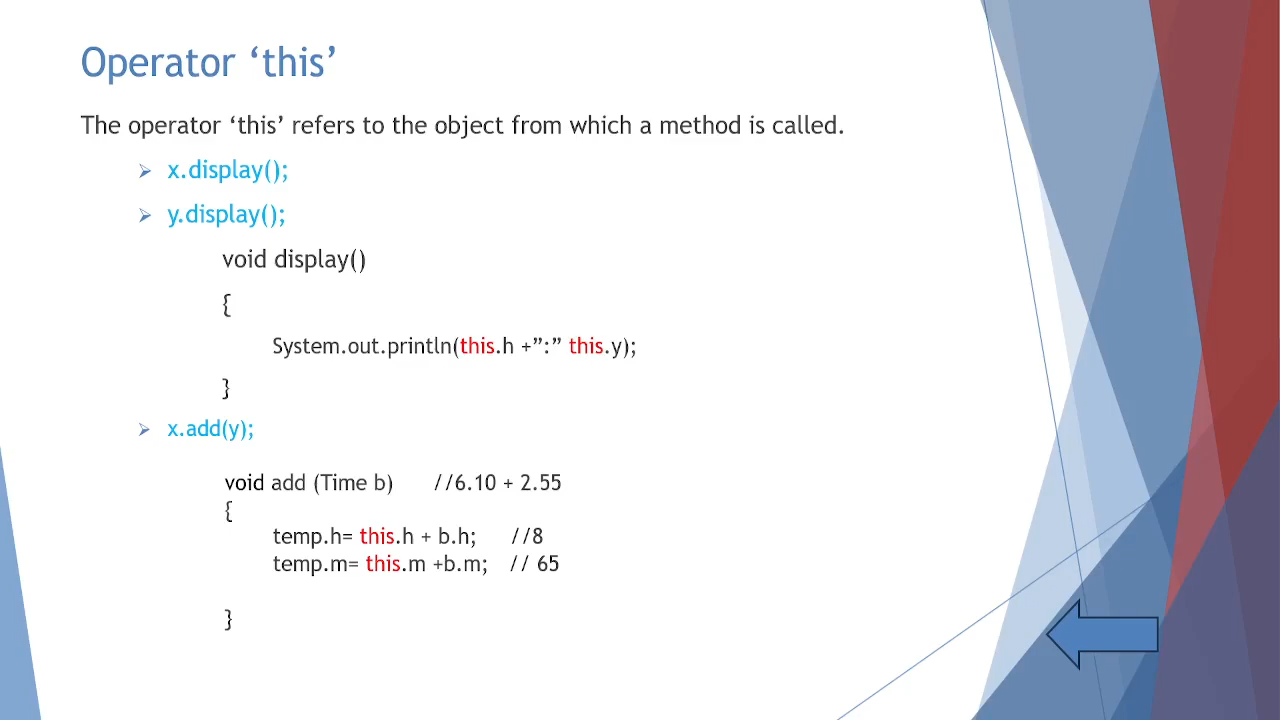 Operator ‘this’
The operator ‘this’ refers to the object from which a method is called.
x.display();
y.display();
void display()
{
System.out.println(this.h +”:” this.y);
}
x.add(y);
void add (Time b) //6.10 + 2.55
{
temp.h= this.h + b.h; //8
temp.m= this.m +b.m; // 65
}